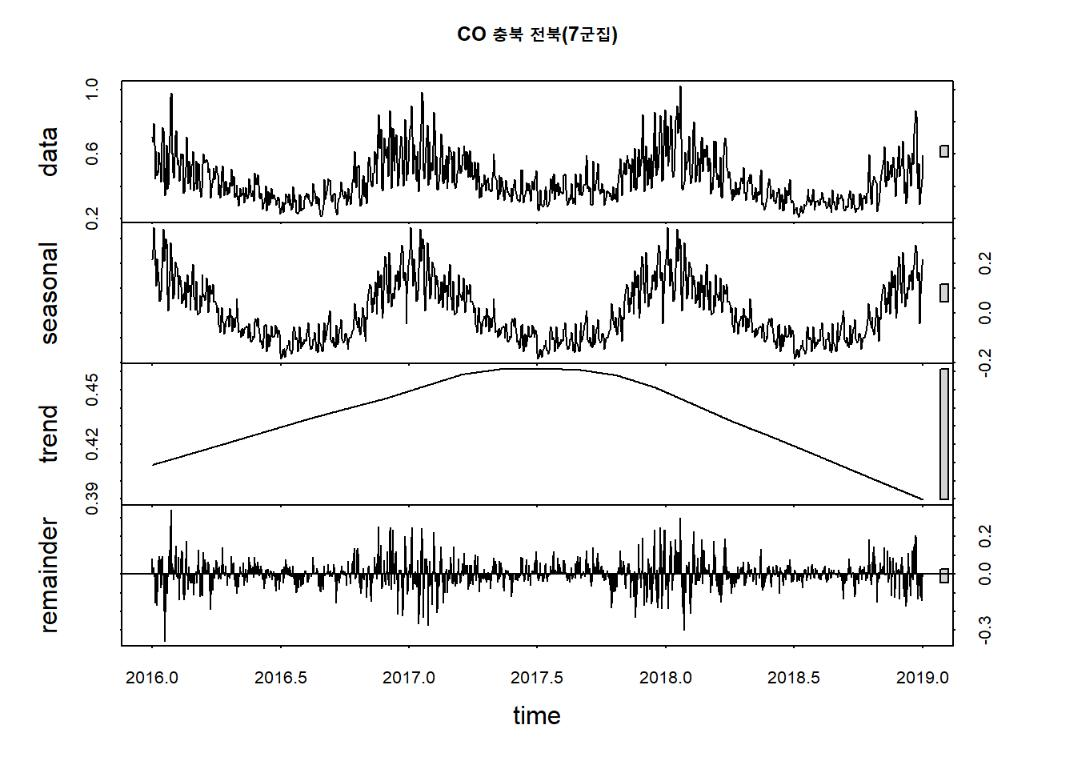 CO 충북 전북(7군집)
data
0.2 0.6 1.0
seasonal
-0.2 0.0 0.2
trend
0.39 0.42 0.45
remainder
-0.3 0.0 0.2
2016.0 2016.5 2017.0 2017.5 2018.0 2018.5 2019.0
time